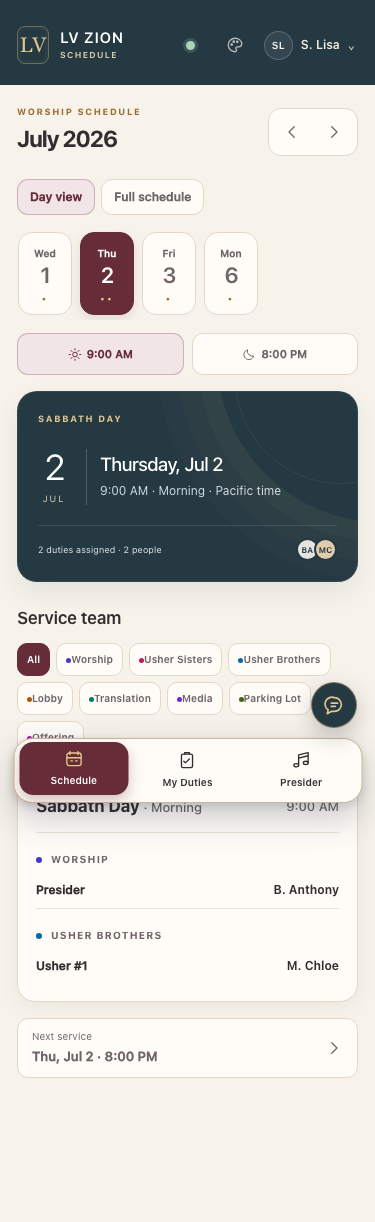 LV
LV ZION
SCHEDULE
SL
S. Lisa
WORSHIP SCHEDULE
July 2026
Day view
Full schedule
Wed
1
Thu
2
Fri
3
Mon
6
9:00 AM
8:00 PM
SABBATH DAY
2
JUL
Thursday, Jul 2
9:00 AM · Morning · Pacific time
2 duties assigned · 2 people
BA
MC
Service team
All
Worship
Usher Sisters
Usher Brothers
Lobby
Translation
Media
Parking Lot
Offering
Schedule
My Duties
Presider
Sabbath Day · Morning
9:00 AM
WORSHIP
Presider
B. Anthony
USHER BROTHERS
Usher #1
M. Chloe
Next service
Thu, Jul 2 · 8:00 PM